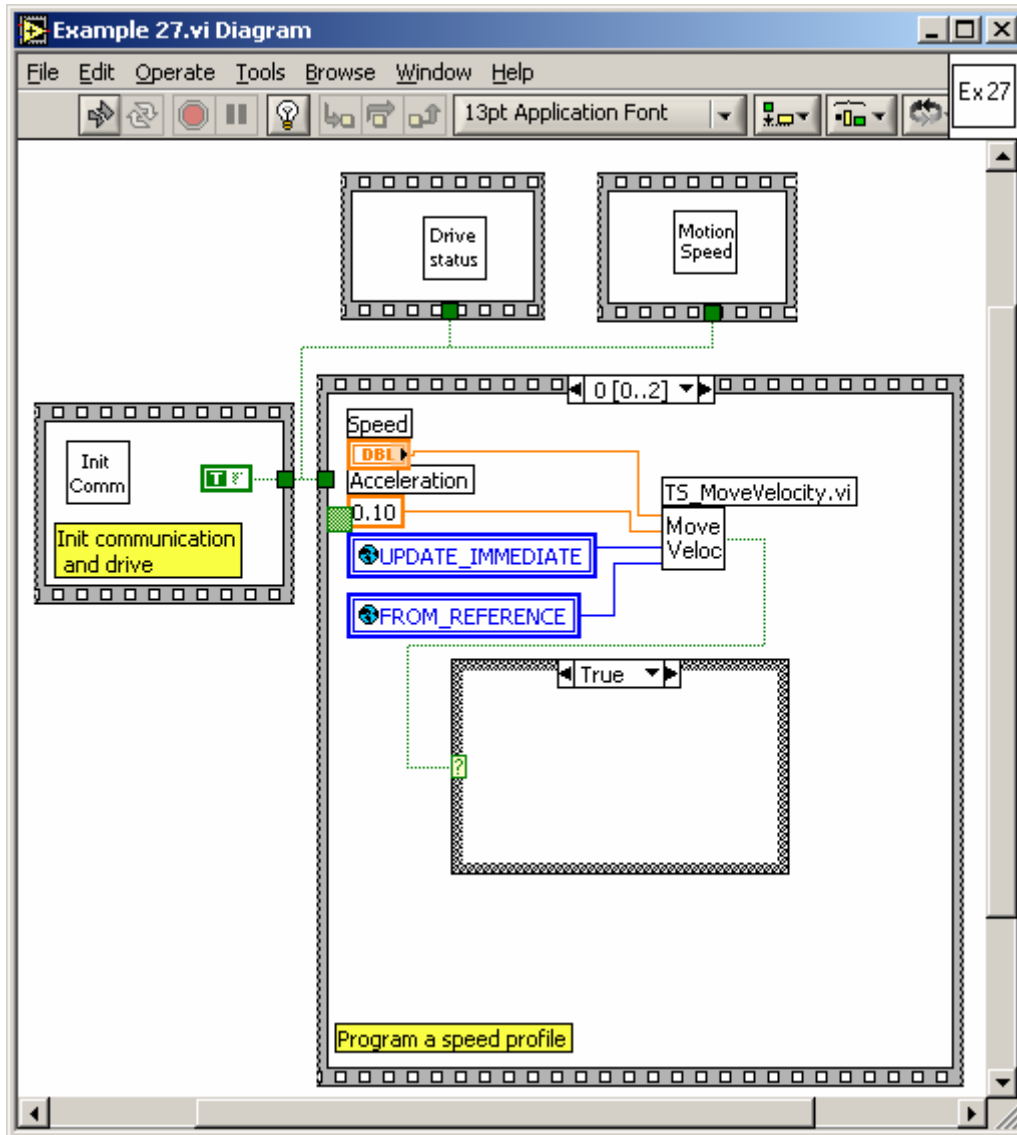 Example 27.vi Diagram
File Edit Operate Tools Browse Window Help
13pt Application Font
Ex 27
Drive
status
Motion
Speed
0 [0..2]
Init
Comm
T
Init communication
and drive
Speed
DBL
Acceleration
0.10
UPDATE_IMMEDIATE
FROM_REFERENCE
TS_MoveVelocity.vi
Move
Veloc
True
?
Program a speed profile